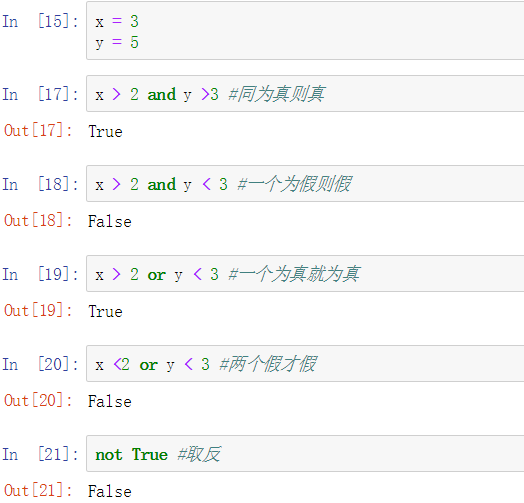 In [15]: x = 3
y = 5
In [17]: x > 2 and y >3 #同为真则真
Out[17]: True
In [18]: x > 2 and y < 3 #一个为假则假
Out[18]: False
In [19]: x > 2 or y < 3 #一个为真就为真
Out[19]: True
In [20]: x <2 or y < 3 #两个假才假
Out[20]: False
In [21]: not True #取反
Out[21]: False